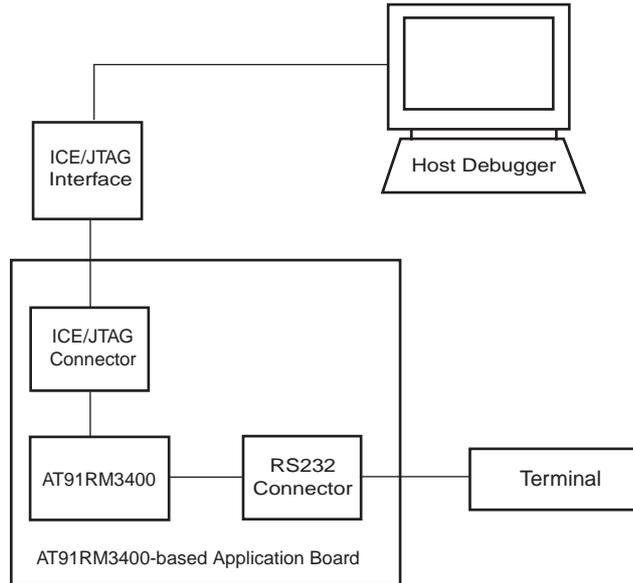 ICE/JTAG
Interface
Host Debugger
ICE/JTAG
Connector
AT91RM3400
RS232
Connector
Terminal
AT91RM3400-based Application Board